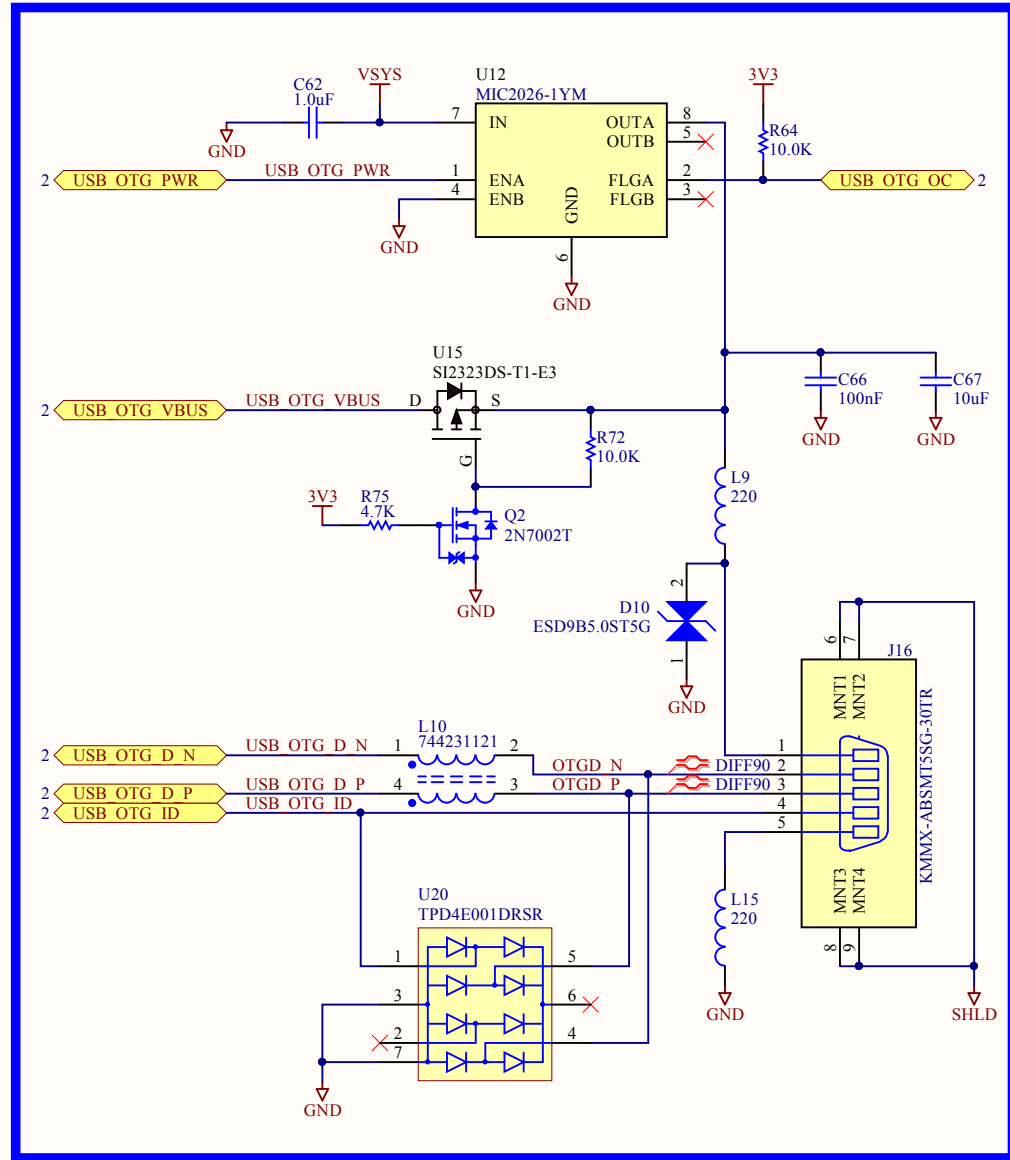 U12
MIC2026-1YM
C62
1.0uF
VSYS
3V3
7 IN OUTA 8
OUTB 5
R64
10.0K
GND
2 USB_OTG_PWR USB_OTG_PWR 1 ENA FLGA 2 USB_OTG_OC 2
4 ENB FLGB 3
GND
GND
6
GND
U15
SI2323DS-T1-E3
2 USB_OTG_VBUS USB_OTG_VBUS D S
G
R72
10.0K
C66
100nF
C67
10uF
GND
GND
3V3
R75
4.7K
Q2
2N7002T
GND
L9
220
2
D10
ESD9B5.0ST5G
1
GND
6
7
J16
MNT1
MNT2
L10
744231121
2 USB_OTG_D_N USB_OTG_D_N 1 2 OTGD_N DIFF90 1
2
2 USB_OTG_D_P USB_OTG_D_P 4 3 OTGD_P DIFF90 3
2 USB_OTG_ID USB_OTG_ID 4
5
KMMX-ABSMT5SG-30TR
MNT3
MNT4
8
9
L15
220
GND
SHLD
U20
TPD4E001DRSR
1 5
3 6
2 4
7
GND